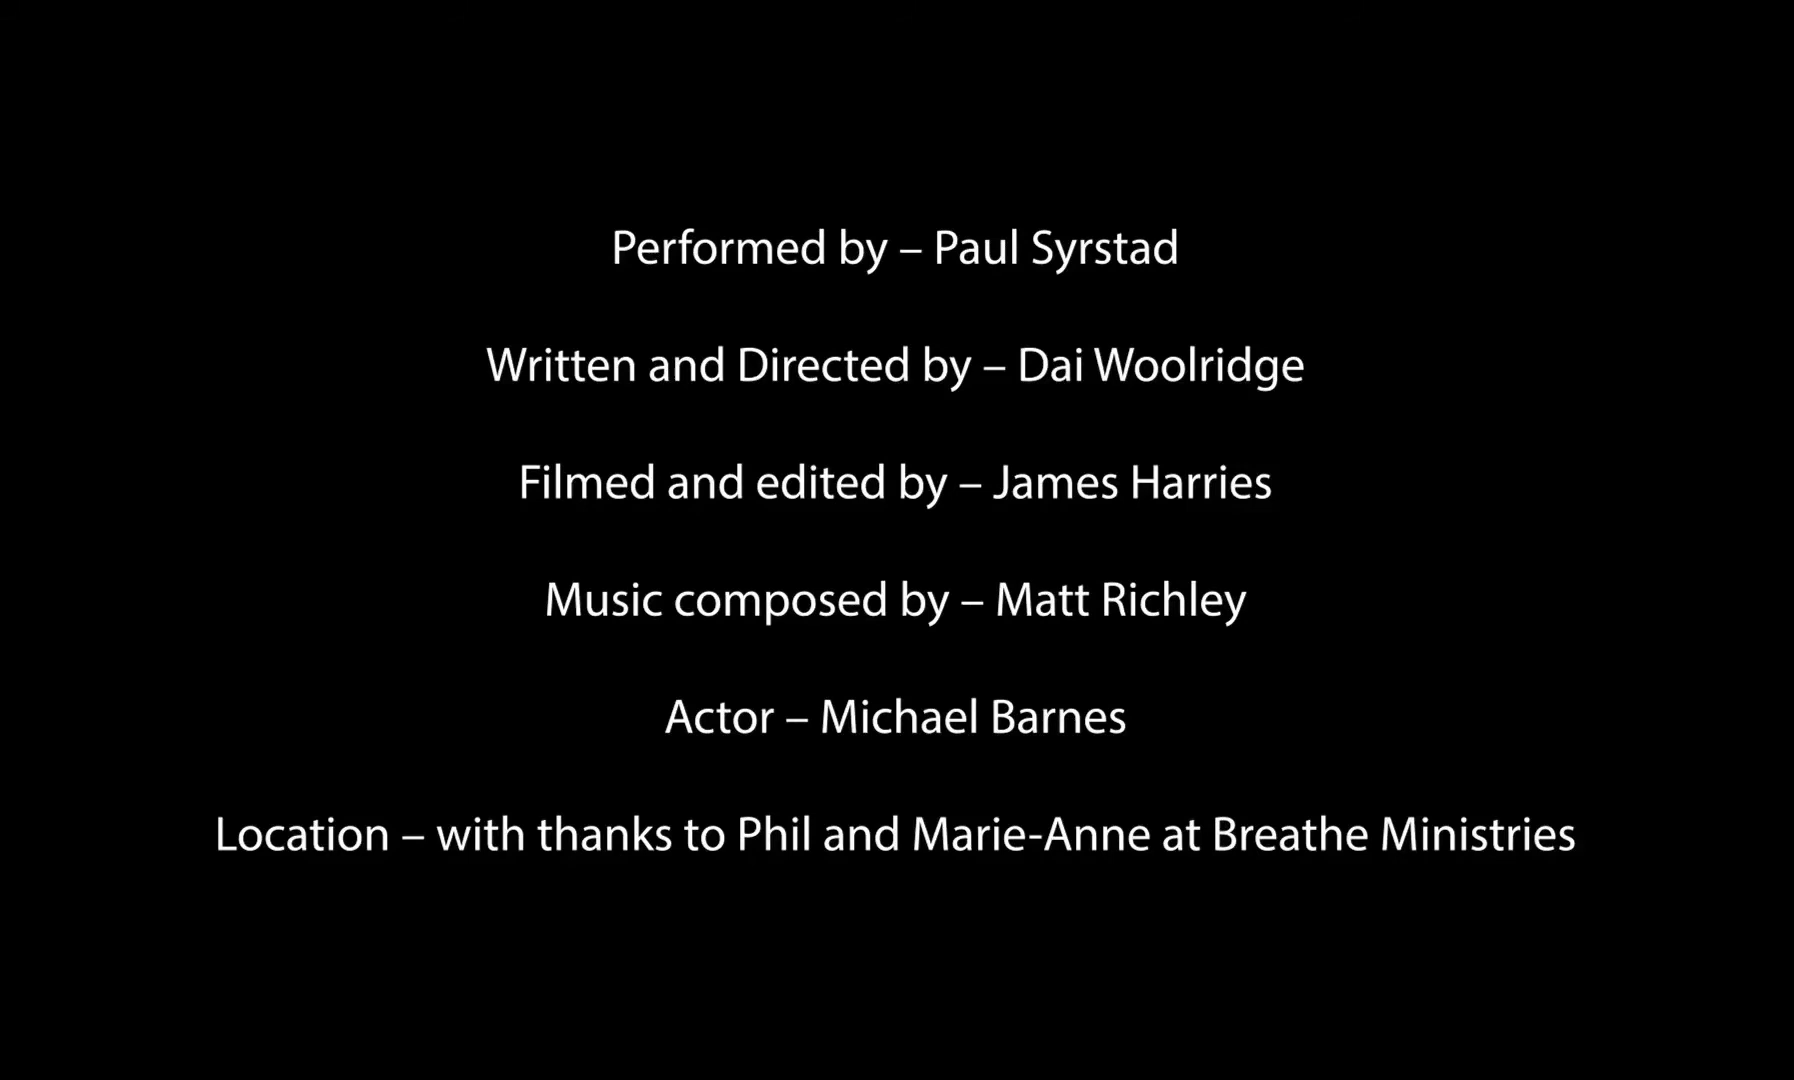 Performed by – Paul Syrstad
Written and Directed by – Dai Woolridge
Filmed and edited by – James Harries
Music composed by – Matt Richley
Actor – Michael Barnes
Location – with thanks to Phil and Marie-Anne at Breathe Ministries